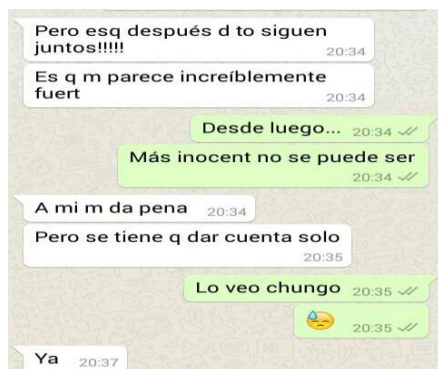 Pero esq después d to siguen
juntos!!!!!
20:34
Es q m parece increíblemente
fuert
20:34
Desde luego... 20:34
Más inocent no se puede ser
20:34
A mi m da pena 20:34
Pero se tiene q dar cuenta solo
20:35
Lo veo chungo 20:35
20:35
Ya 20:37